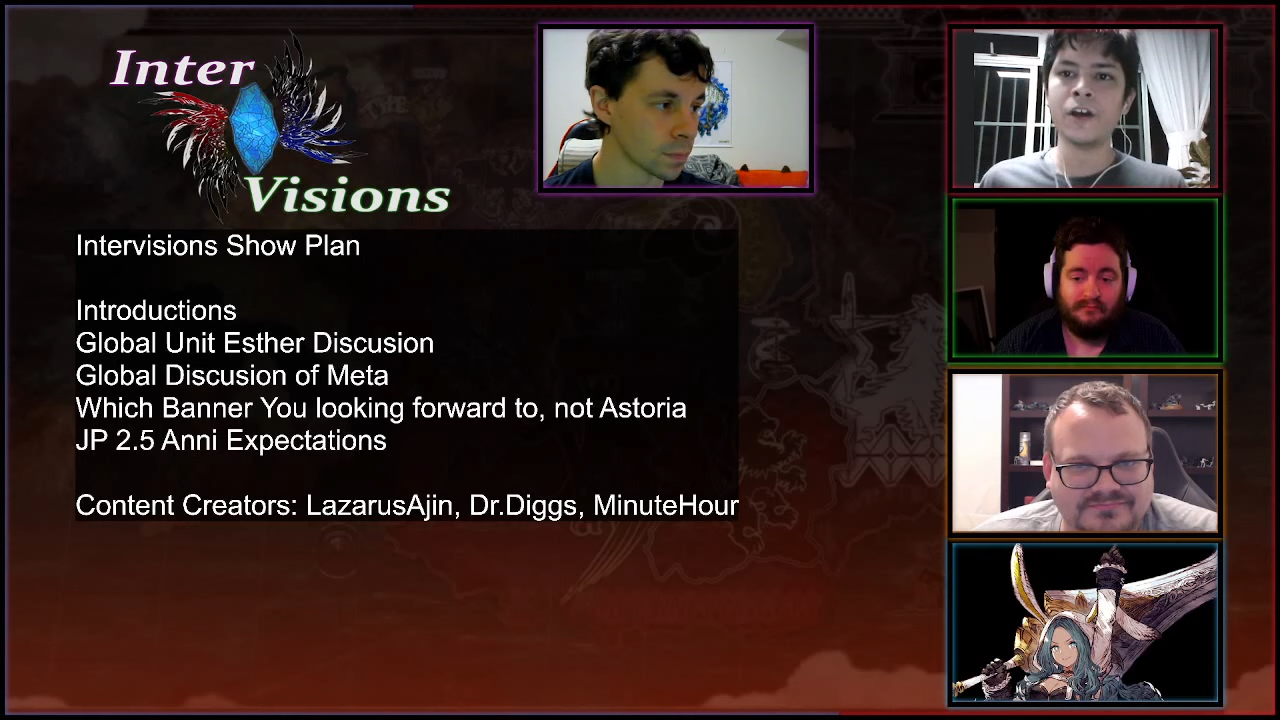 Inter
Visions
Intervisions Show Plan
Introductions
Global Unit Esther Discusion
Global Discusion of Meta
Which Banner You looking forward to, not Astoria
JP 2.5 Anni Expectations
Content Creators: LazarusAjin, Dr.Diggs, MinuteHour